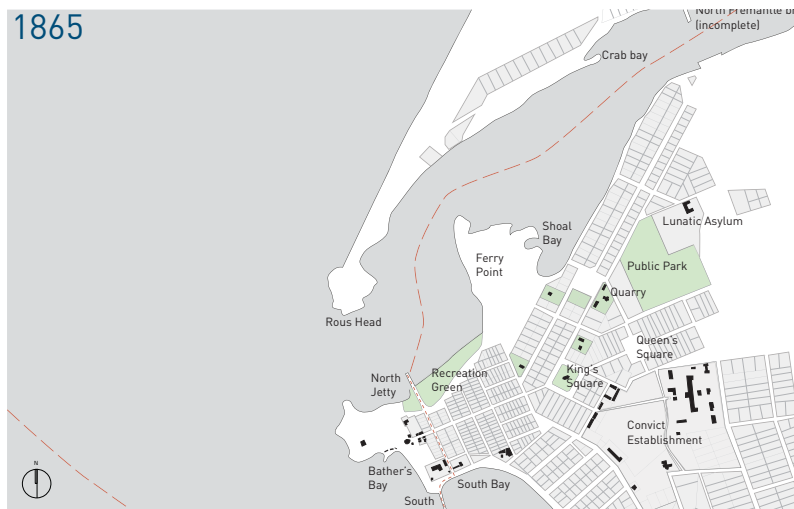 1865
North Fremantle
(incomplete)
Crab bay
Lunatic Asylum
Shoal
Bay
Ferry
Point
Public Park
Quarry
Rous Head
Queen's
Square
North
Jetty
Recreation
Green
King's
Square
Convict
Establishment
Bather's
Bay
South Bay
South
N